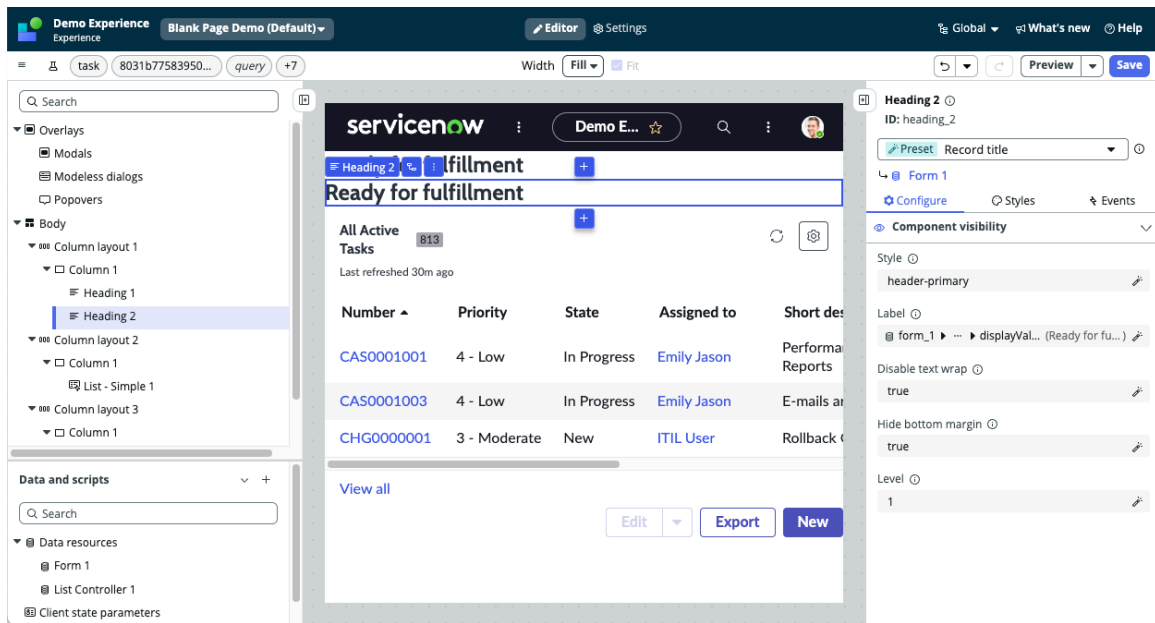 Demo Experience
Experience
Blank Page Demo (Default)
Editor
Settings
Global
What's new
Help
task
8031b77583950...
query
+7
Width
Fill
Fit
Preview
Save
Search
Overlays
Modals
Modeless dialogs
Popovers
Body
Column layout 1
Column 1
Heading 1
Heading 2
Column layout 2
Column 1
List - Simple 1
Column layout 3
Column 1
Data and scripts
Search
Data resources
Form 1
List Controller 1
Client state parameters
servicenow
Demo E...
Heading 2
lfillment
Ready for fulfillment
All Active
Tasks
813
Last refreshed 30m ago
Number Priority State Assigned to Short des
CAS0001001 4 - Low In Progress Emily Jason Performa
Reports
CAS0001003 4 - Low In Progress Emily Jason E-mails a
CHG0000001 3 - Moderate New ITIL User Rollback
View all
Edit
Export
New
Heading 2
ID: heading_2
Preset Record title
Form 1
Configure
Styles
Events
Component visibility
Style
header-primary
Label
form_1 ▸ ··· ▸ displayVal... (Ready for fu...)
Disable text wrap
true
Hide bottom margin
true
Level
1